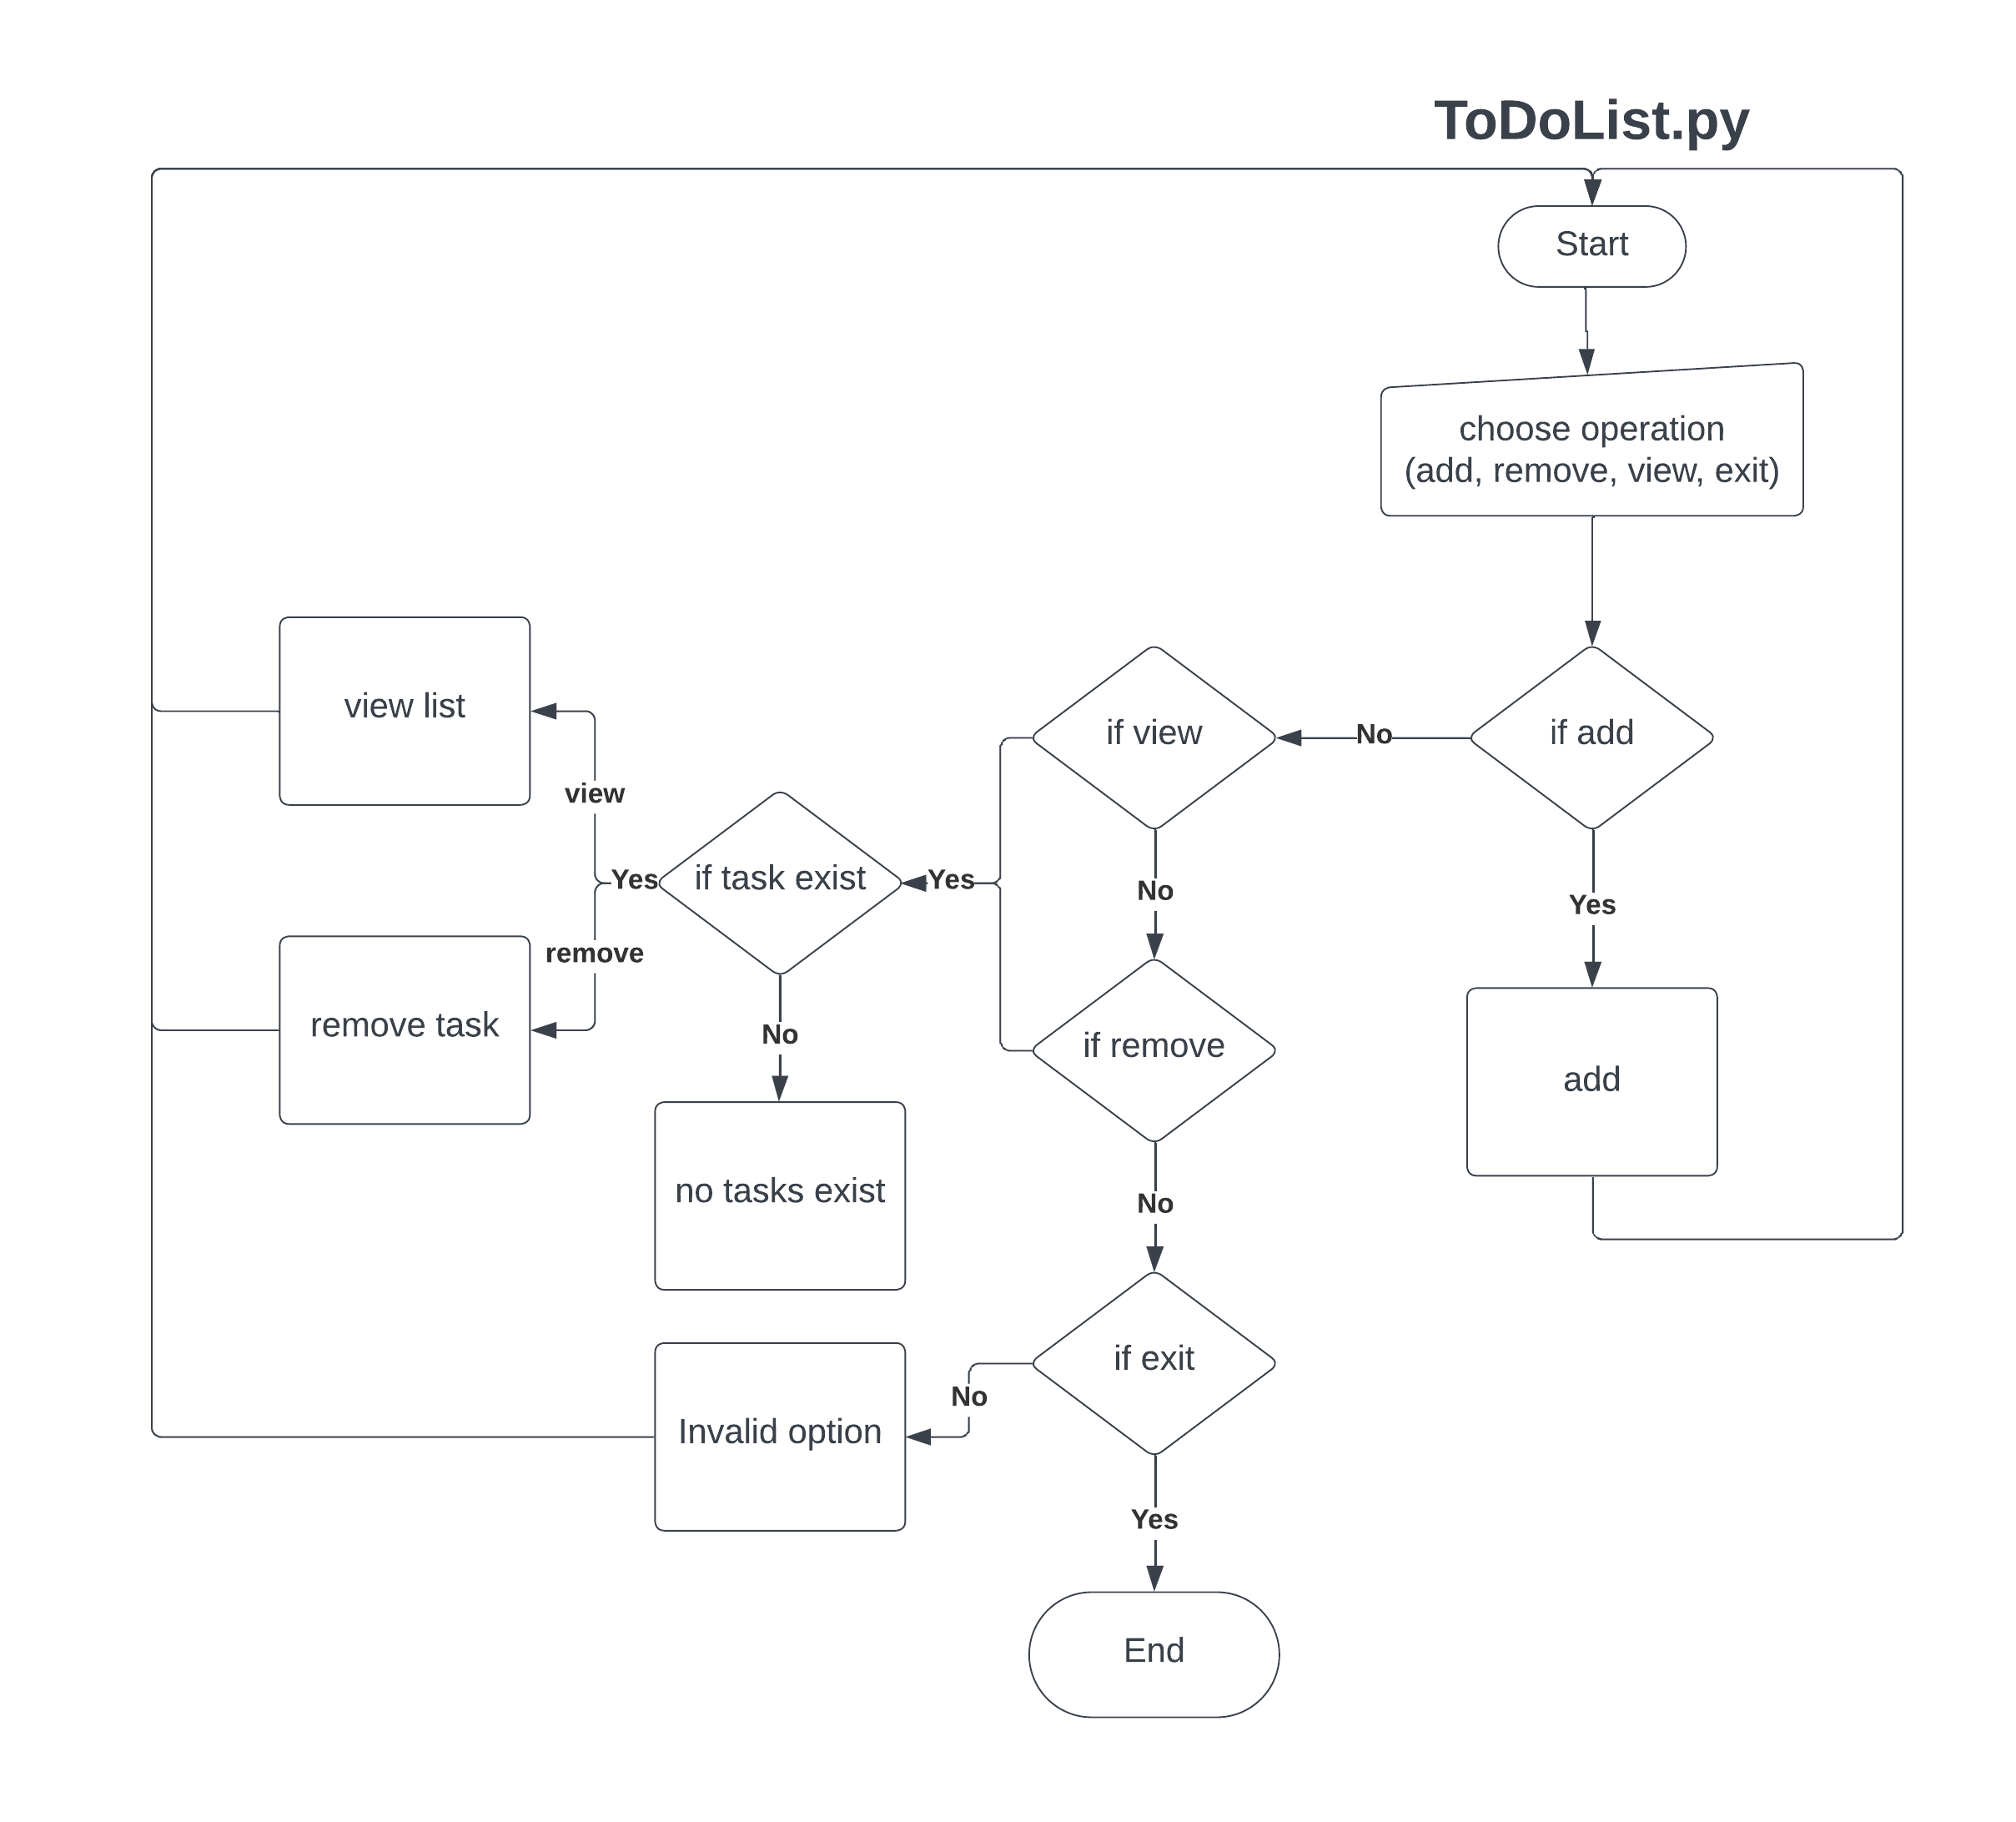 ToDoList.py
Start
choose operation
(add, remove, view, exit)
if add
No
if view
Yes
add
No
if remove
Yes
if task exist
Yes
view
view list
remove
remove task
No
no tasks exist
No
if exit
No
Invalid option
Yes
End